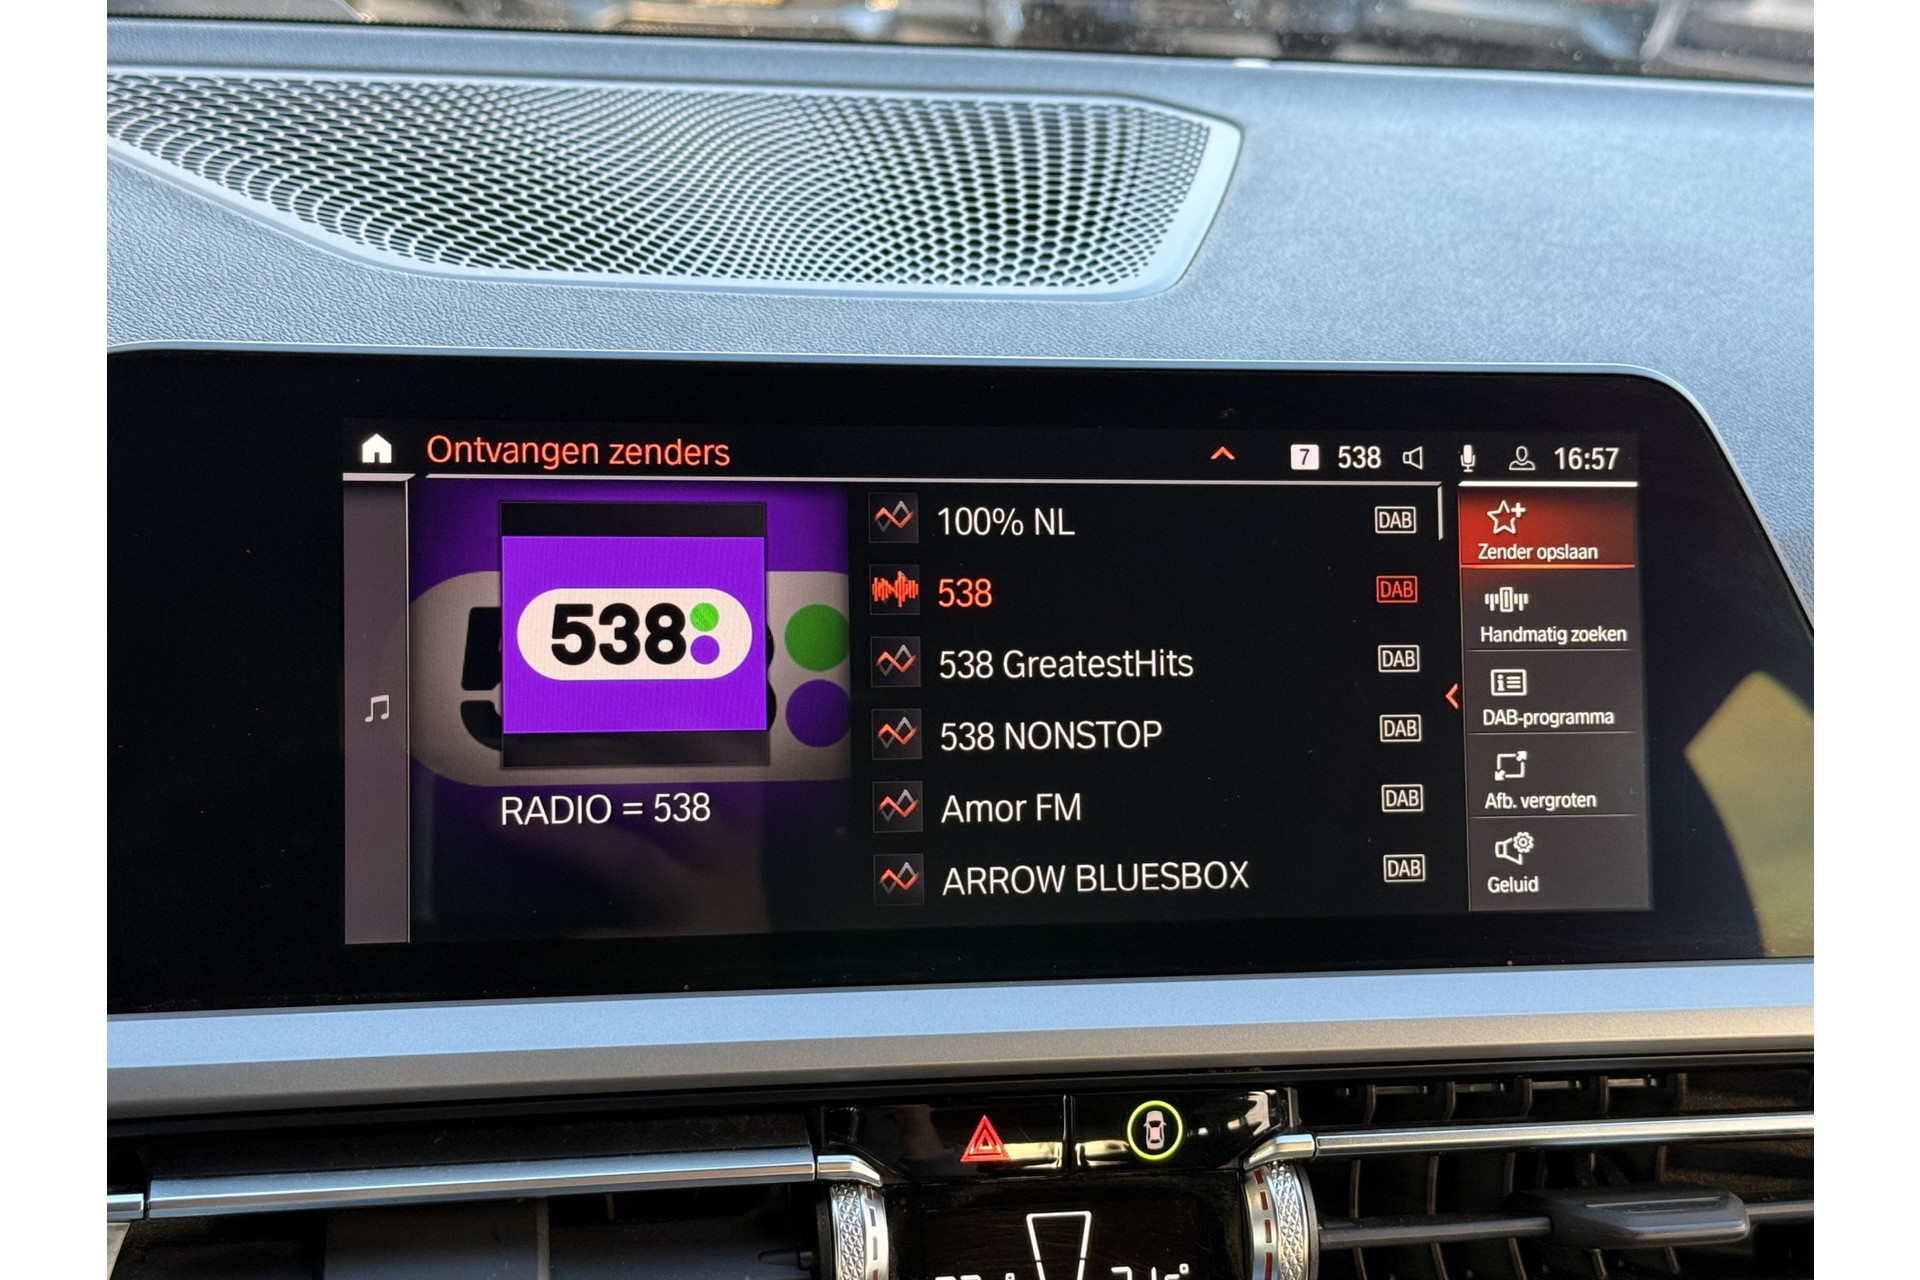 Ontvangen zenders
7 538 16:57
538
RADIO = 538
100% NL DAB
538 DAB
538 GreatestHits DAB
538 NONSTOP DAB
Amor FM DAB
ARROW BLUESBOX DAB
Zender opslaan
Handmatig zoeken
DAB-programma
Afb. vergroten
Geluid